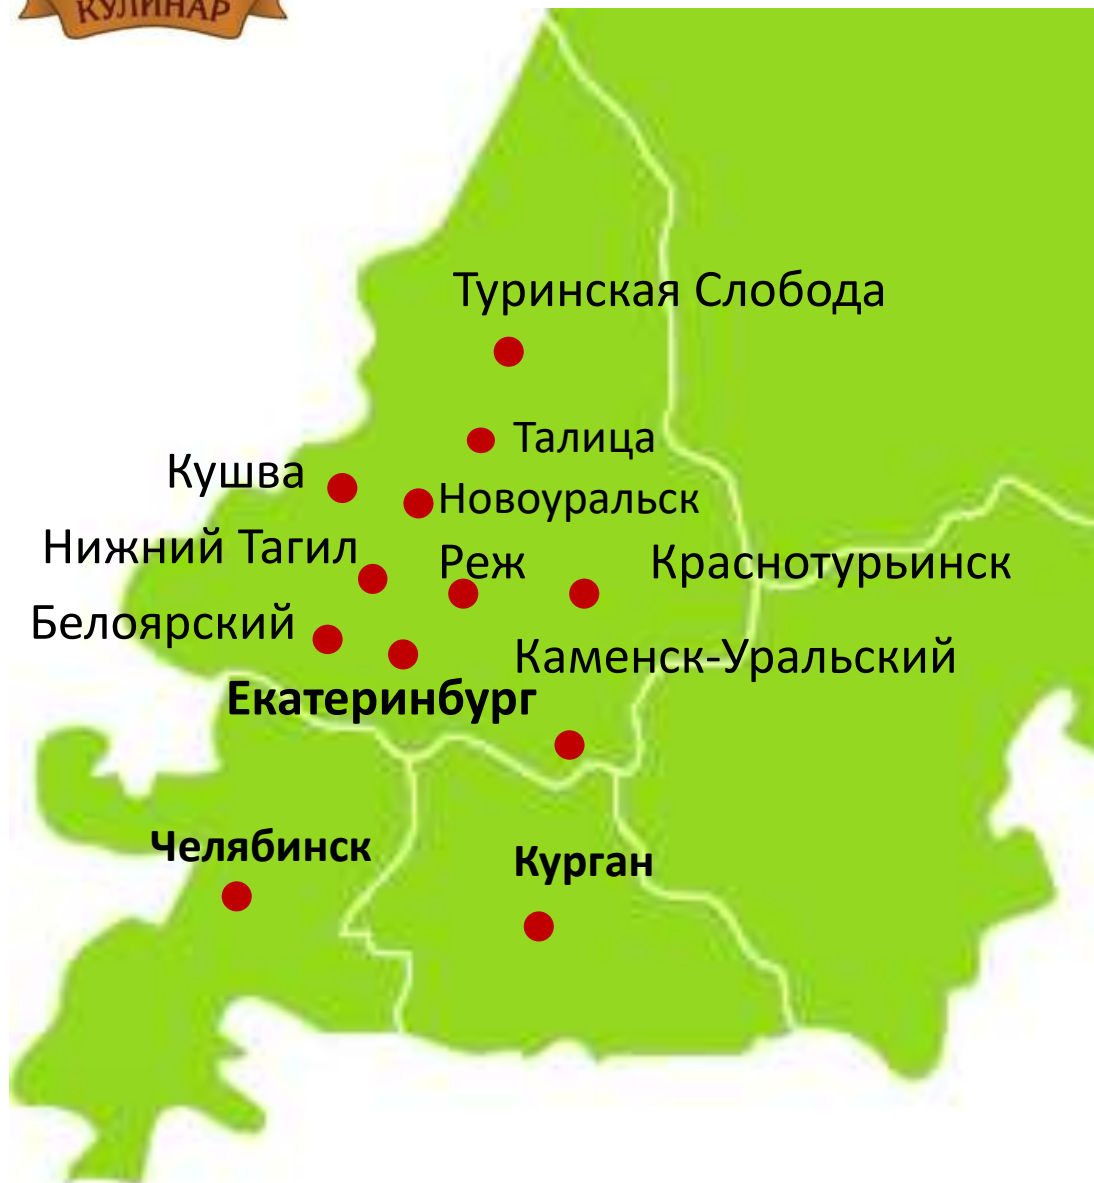 КУЛИНАР
Туринская Слобода
Талица
Кушва
Новоуральск
Нижний Тагил
Реж
Краснотурьинск
Белоярский
Каменск-Уральский
Екатеринбург
Челябинск
Курган